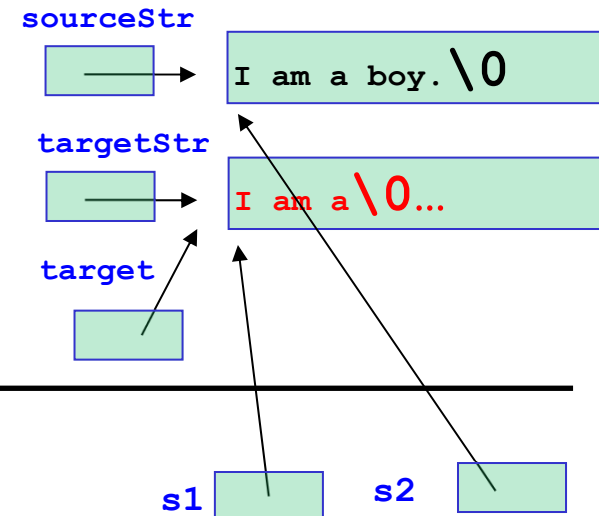 sourceStr
I am a boy.\0
targetStr
I am a\0…
target
s1
s2